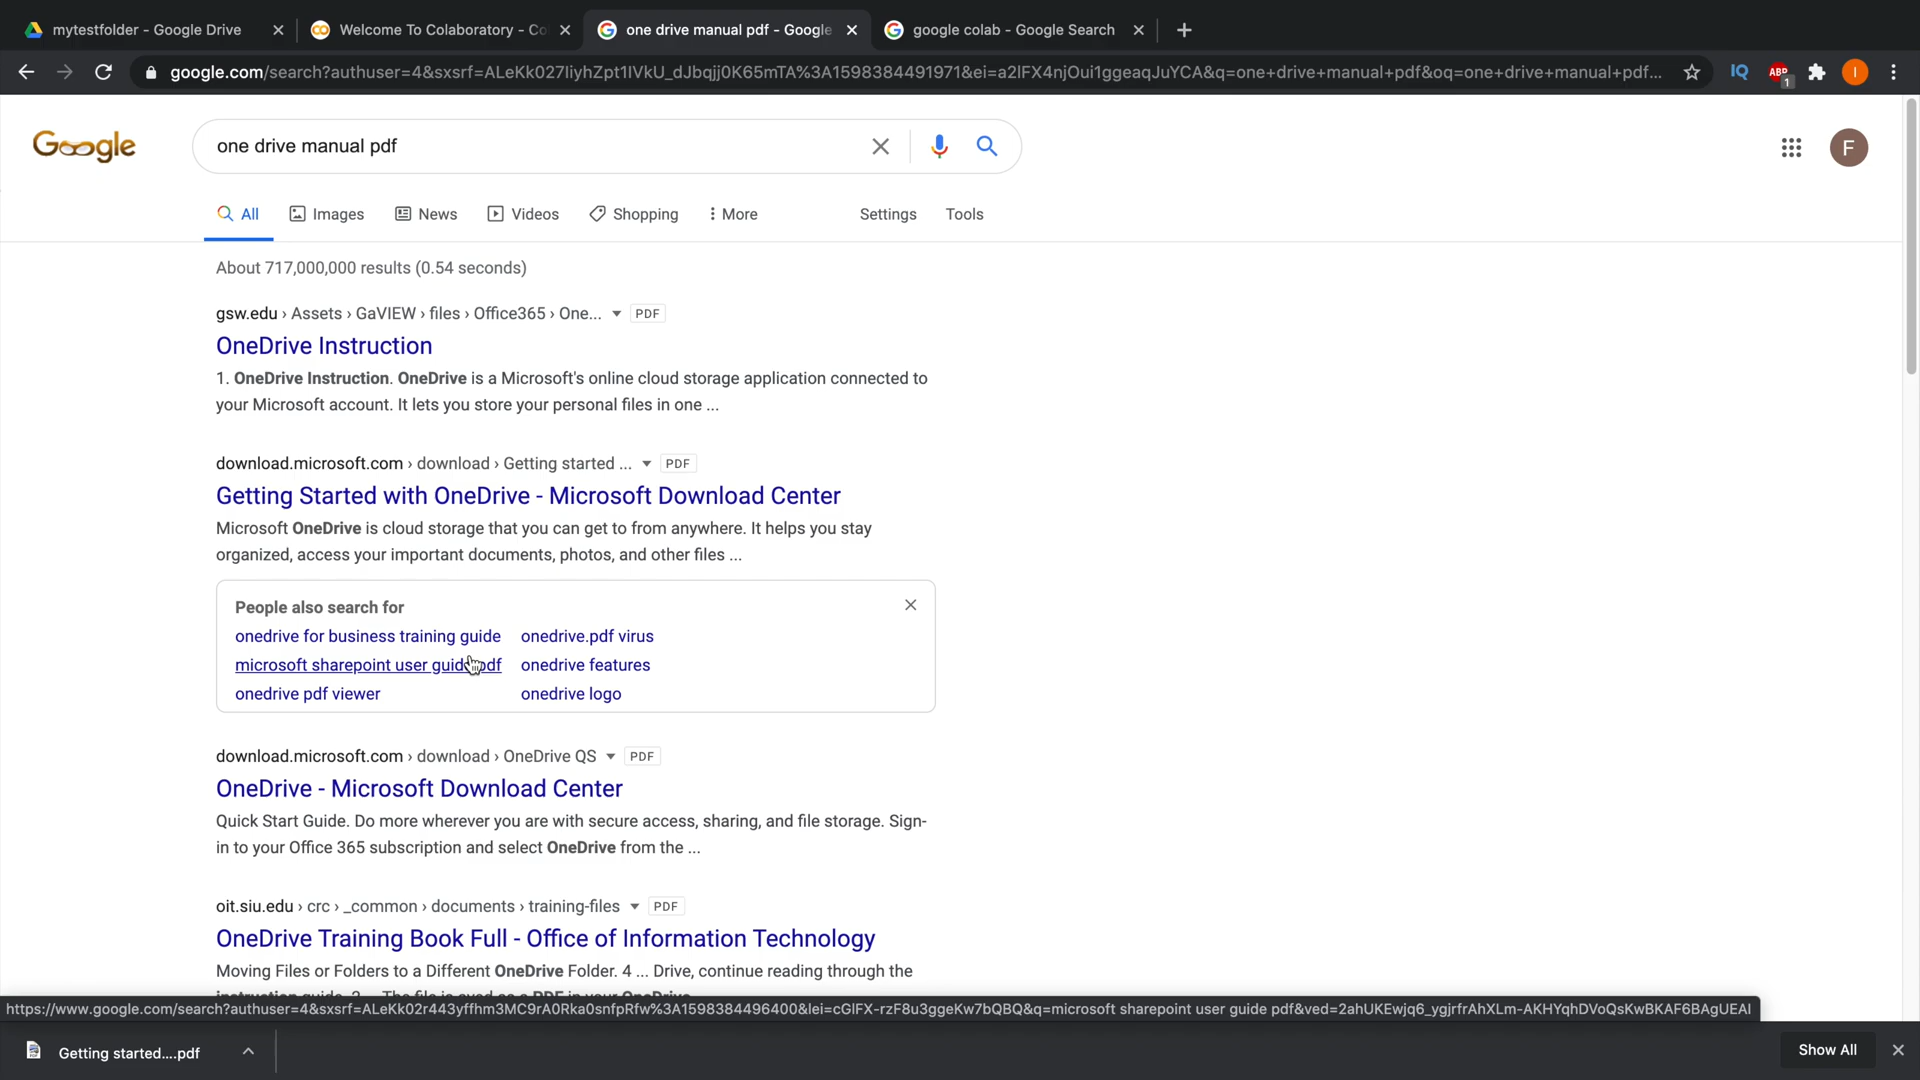 mytestfolder - Google Drive
Welcome To Colaboratory - Co
one drive manual pdf - Google
google colab - Google Search
google.com/search?authuser=4&sxsrf=ALeKk027IiyhZpt1IVkU_dJbqjj0K65mTA%3A1598384491971&ei=a2lFX4njOui1ggeaqJuYCA&q=one+drive+manual+pdf&oq=one+drive+manual+pdf...
IQ
ABP
1
I
Google
one drive manual pdf
F
All
Images
News
Videos
Shopping
More
Settings
Tools
About 717,000,000 results (0.54 seconds)
gsw.edu › Assets › GaVIEW › files › Office365 › One... PDF
OneDrive Instruction
1. OneDrive Instruction. OneDrive is a Microsoft's online cloud storage application connected to
your Microsoft account. It lets you store your personal files in one ...
download.microsoft.com › download › Getting started ... PDF
Getting Started with OneDrive - Microsoft Download Center
Microsoft OneDrive is cloud storage that you can get to from anywhere. It helps you stay
organized, access your important documents, photos, and other files ...
People also search for
onedrive for business training guide onedrive.pdf virus
microsoft sharepoint user guide pdf onedrive features
onedrive pdf viewer onedrive logo
download.microsoft.com › download › OneDrive QS PDF
OneDrive - Microsoft Download Center
Quick Start Guide. Do more wherever you are with secure access, sharing, and file storage. Sign-
in to your Office 365 subscription and select OneDrive from the ...
oit.siu.edu › crc › _common › documents › training-files PDF
OneDrive Training Book Full - Office of Information Technology
Moving Files or Folders to a Different OneDrive Folder. 4 ... Drive, continue reading through the
https://www.google.com/search?authuser=4&sxsrf=ALeKk02r443yffhm3MC9rA0Rka0snfpRfw%3A1598384496400&lei=cGlFX-rzF8u3ggeKw7bQBQ&q=microsoft sharepoint user guide pdf&ved=2ahUKEwjq6_ygjrfrAhXLm-AKHYqhDVoQsKwBKAF6BAgUEAI
Getting started....pdf
Show All